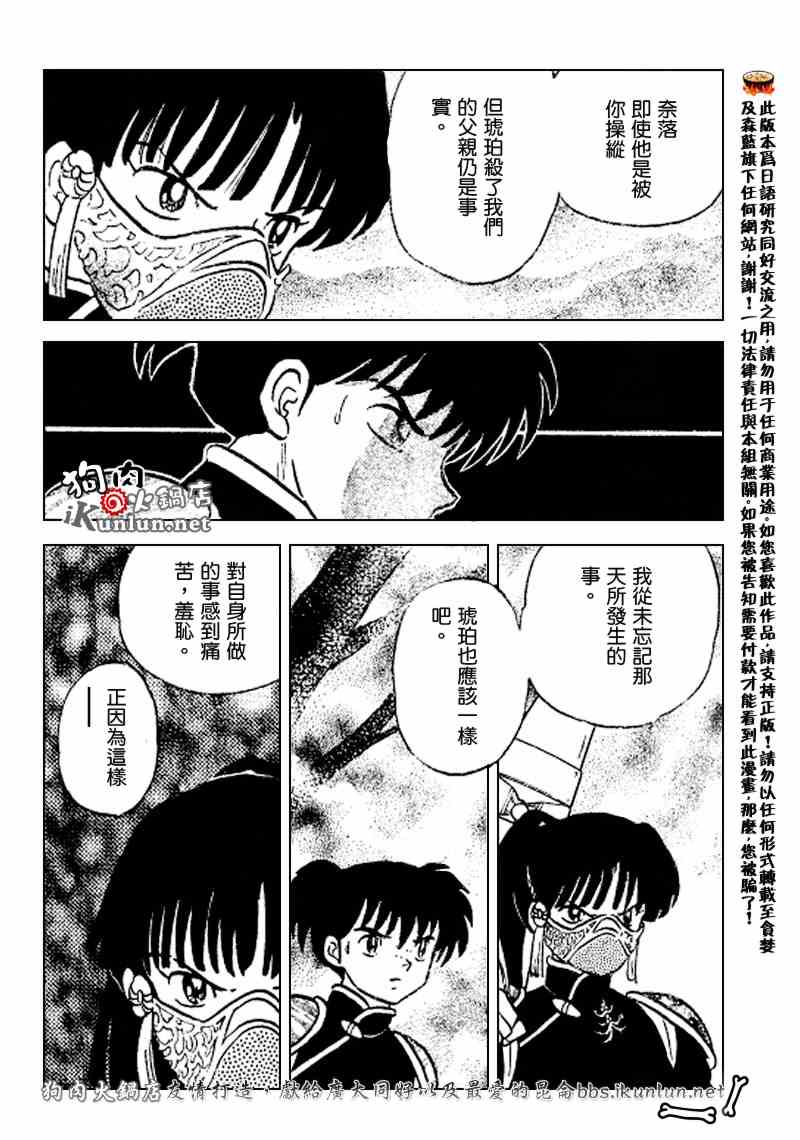 奈落
即使他是被
你操縱
但琥珀殺了我們
的父親仍是事
實。
狗肉
火鍋店
iKunlun.net
我從未忘記那
天所發生的
事。
琥珀也應該一樣
吧。
對自身所做
的事感到痛
苦，羞恥。
正因為這樣
——
此版本爲日語研究同好交流之用，請勿用于任何商業用途。如您喜歡此作品，請支持正版！請勿以任何形式轉載至貪婪
及森藍旗下任何網站，謝謝！一切法律責任與本組無關。如果您被告知需要付款才能看到此漫畫，那麼，您被騙了！
狗肉火鍋店友情打造，獻給廣大同好以及最愛的昆侖bbs.ikunlun.net